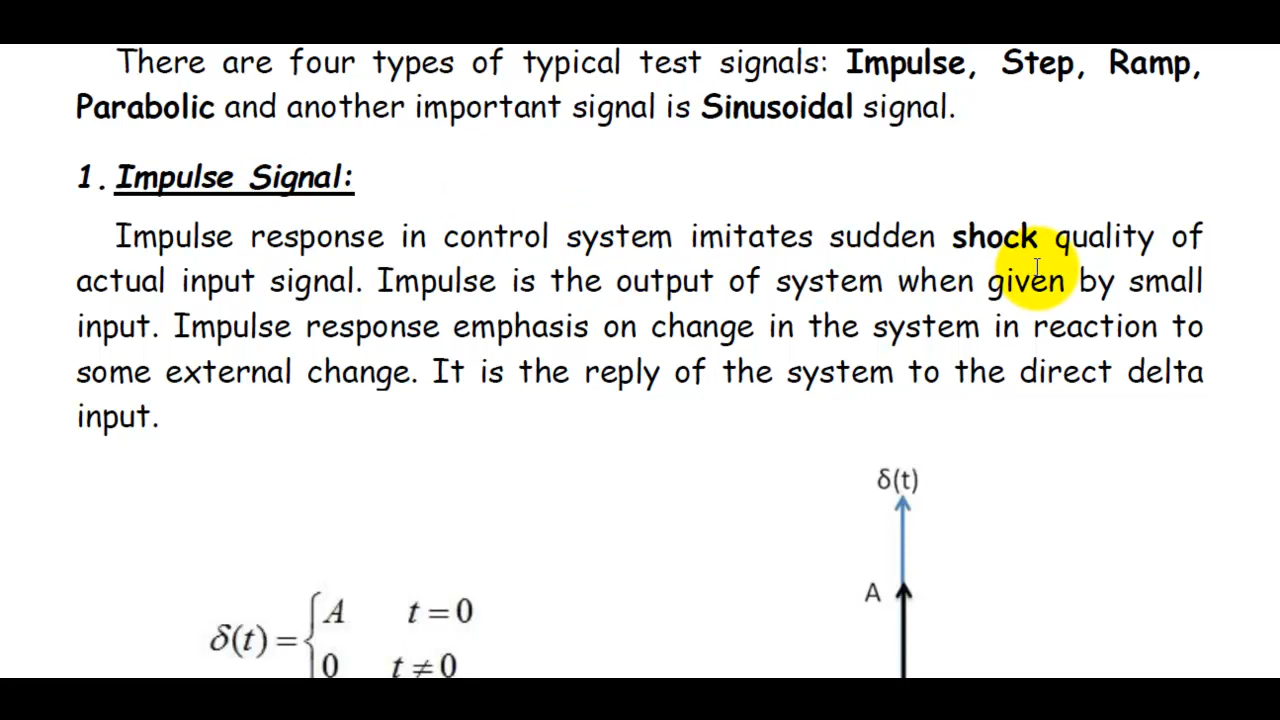 There are four types of typical test signals: Impulse, Step, Ramp,
Parabolic and another important signal is Sinusoidal signal.
1. Impulse Signal:
Impulse response in control system imitates sudden shock quality of
actual input signal. Impulse is the output of system when given by small
input. Impulse response emphasis on change in the system in reaction to
some external change. It is the reply of the system to the direct delta
input.
δ(t)
A
δ(t) = { A t = 0
0 t ≠ 0